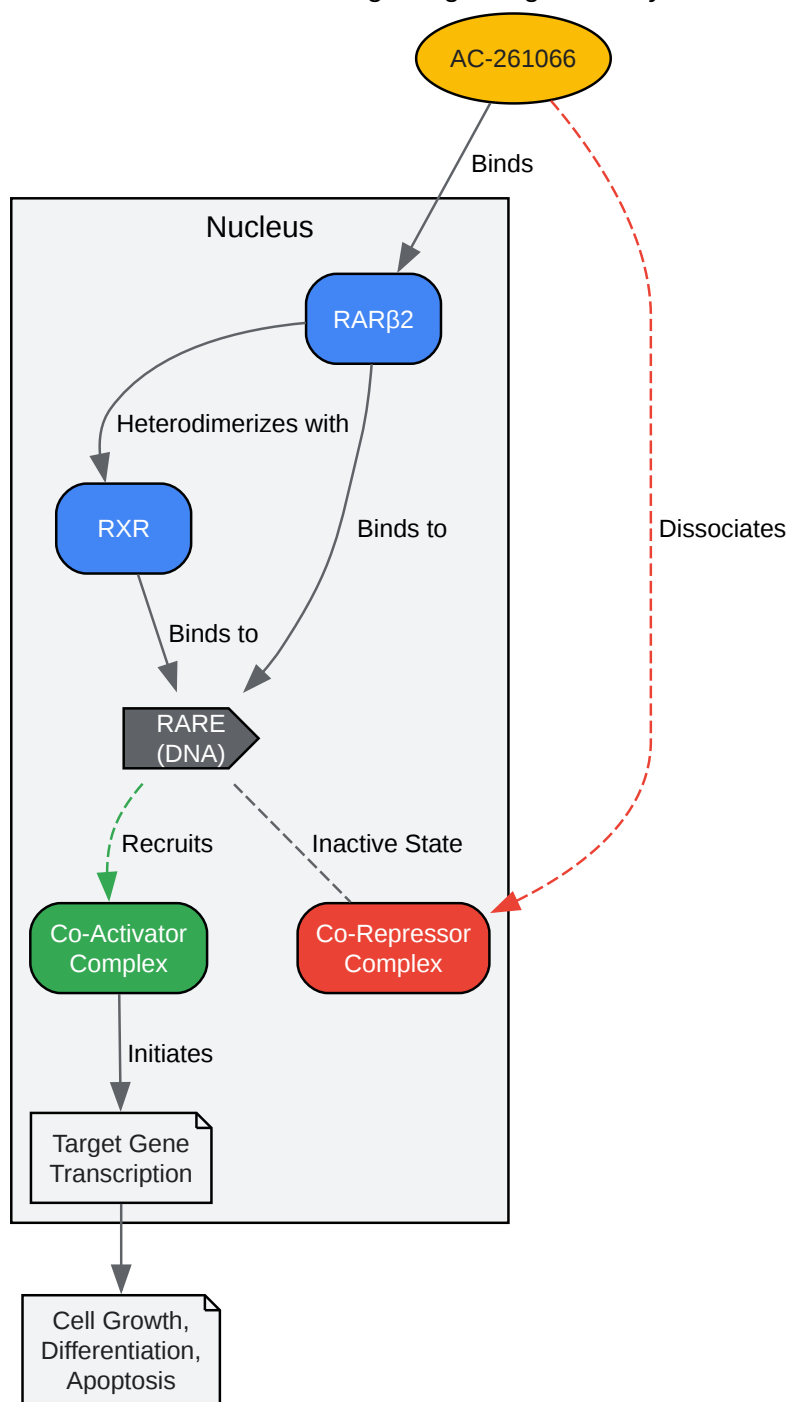 AC-261066
Binds
Nucleus
RARβ2
Heterodimerizes with
RXR
Binds to
Dissociates
Binds to
RARE
(DNA)
Recruits
Inactive State
Co-Activator
Complex
Co-Repressor
Complex
Initiates
Target Gene
Transcription
Cell Growth,
Differentiation,
Apoptosis